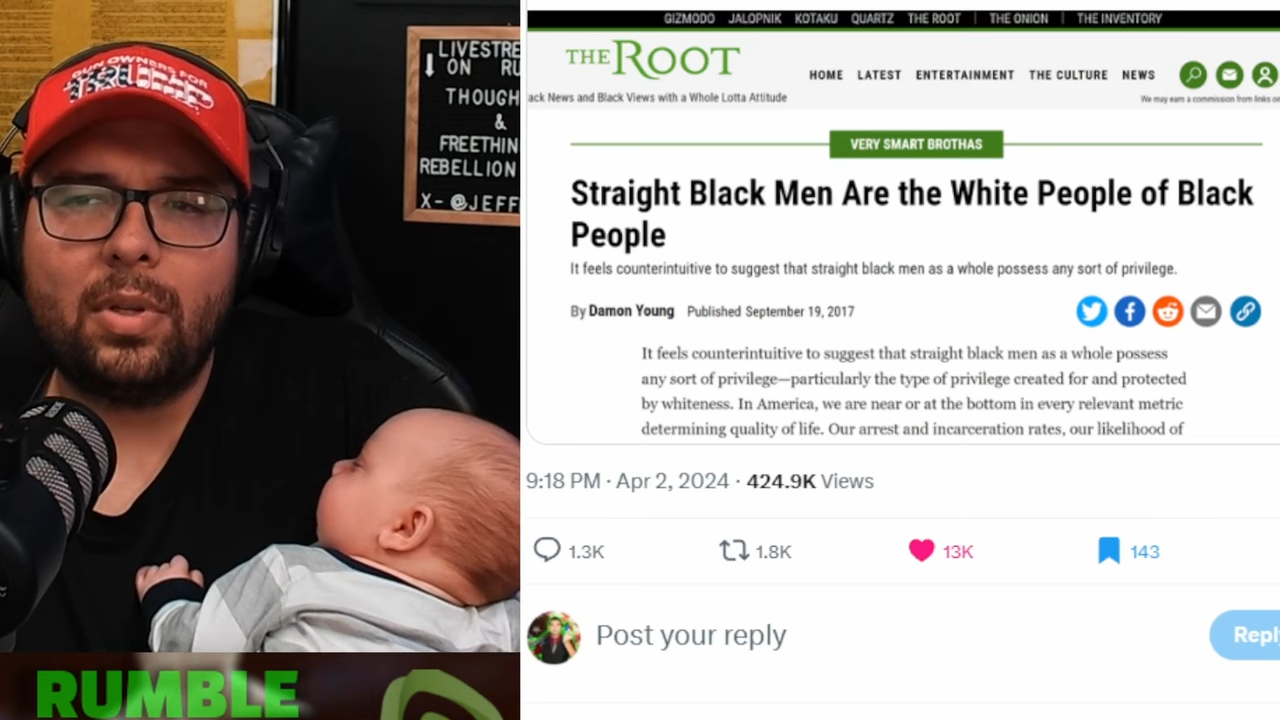 GUN OWNERS FOR
TRUMP
LIVESTRE
ON RU
THOUGH
&
FREETHIN
REBELLION
X- @JEFF
RUMBLE
GIZMODO JALOPNIK KOTAKU QUARTZ THE ROOT | THE ONION | THE INVENTORY
THE ROOT
HOME LATEST ENTERTAINMENT THE CULTURE NEWS
ack News and Black Views with a Whole Lotta Attitude
We may earn a commission from links on
VERY SMART BROTHAS
Straight Black Men Are the White People of Black
People
It feels counterintuitive to suggest that straight black men as a whole possess any sort of privilege.
By Damon Young Published September 19, 2017
It feels counterintuitive to suggest that straight black men as a whole possess
any sort of privilege—particularly the type of privilege created for and protected
by whiteness. In America, we are near or at the bottom in every relevant metric
determining quality of life. Our arrest and incarceration rates, our likelihood of
9:18 PM · Apr 2, 2024 · 424.9K Views
1.3K 1.8K 13K 143
Post your reply
Reply